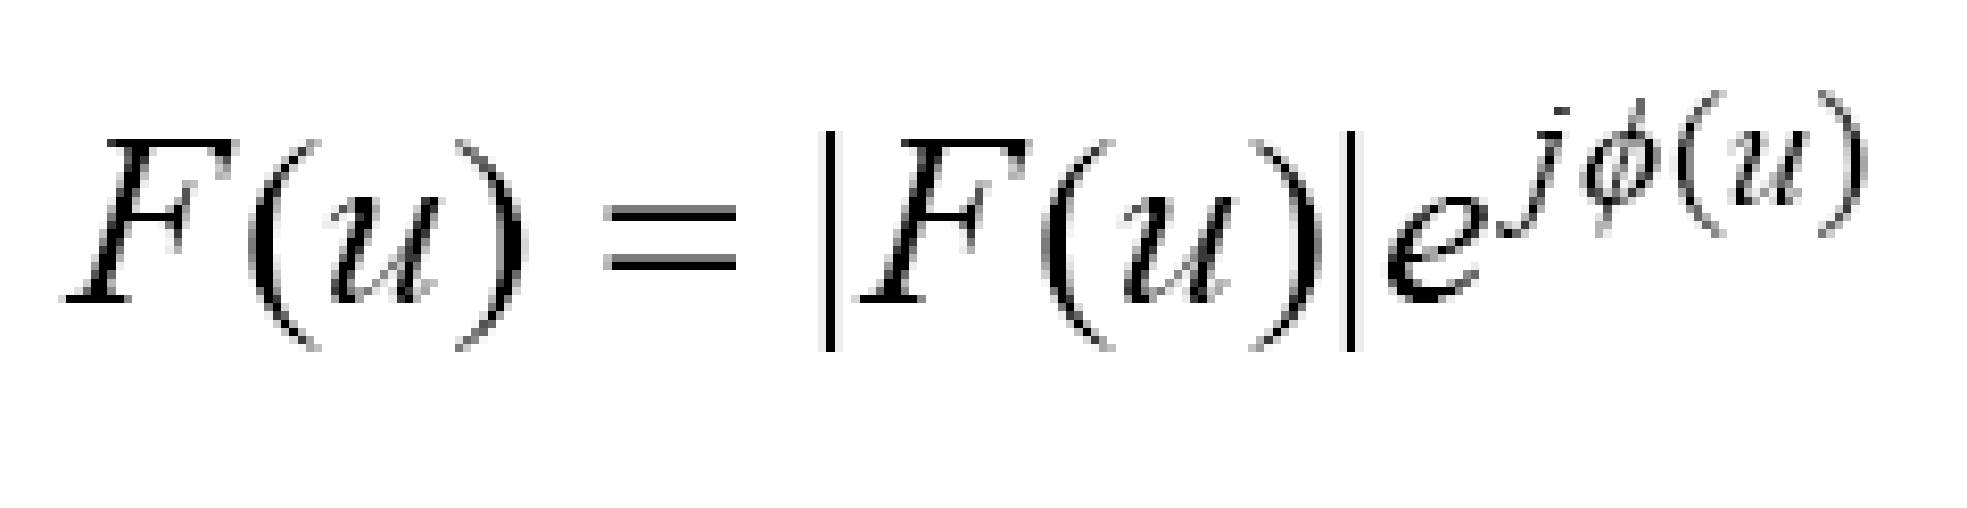 F(u) = |F(u)|e^{jϕ(u)}